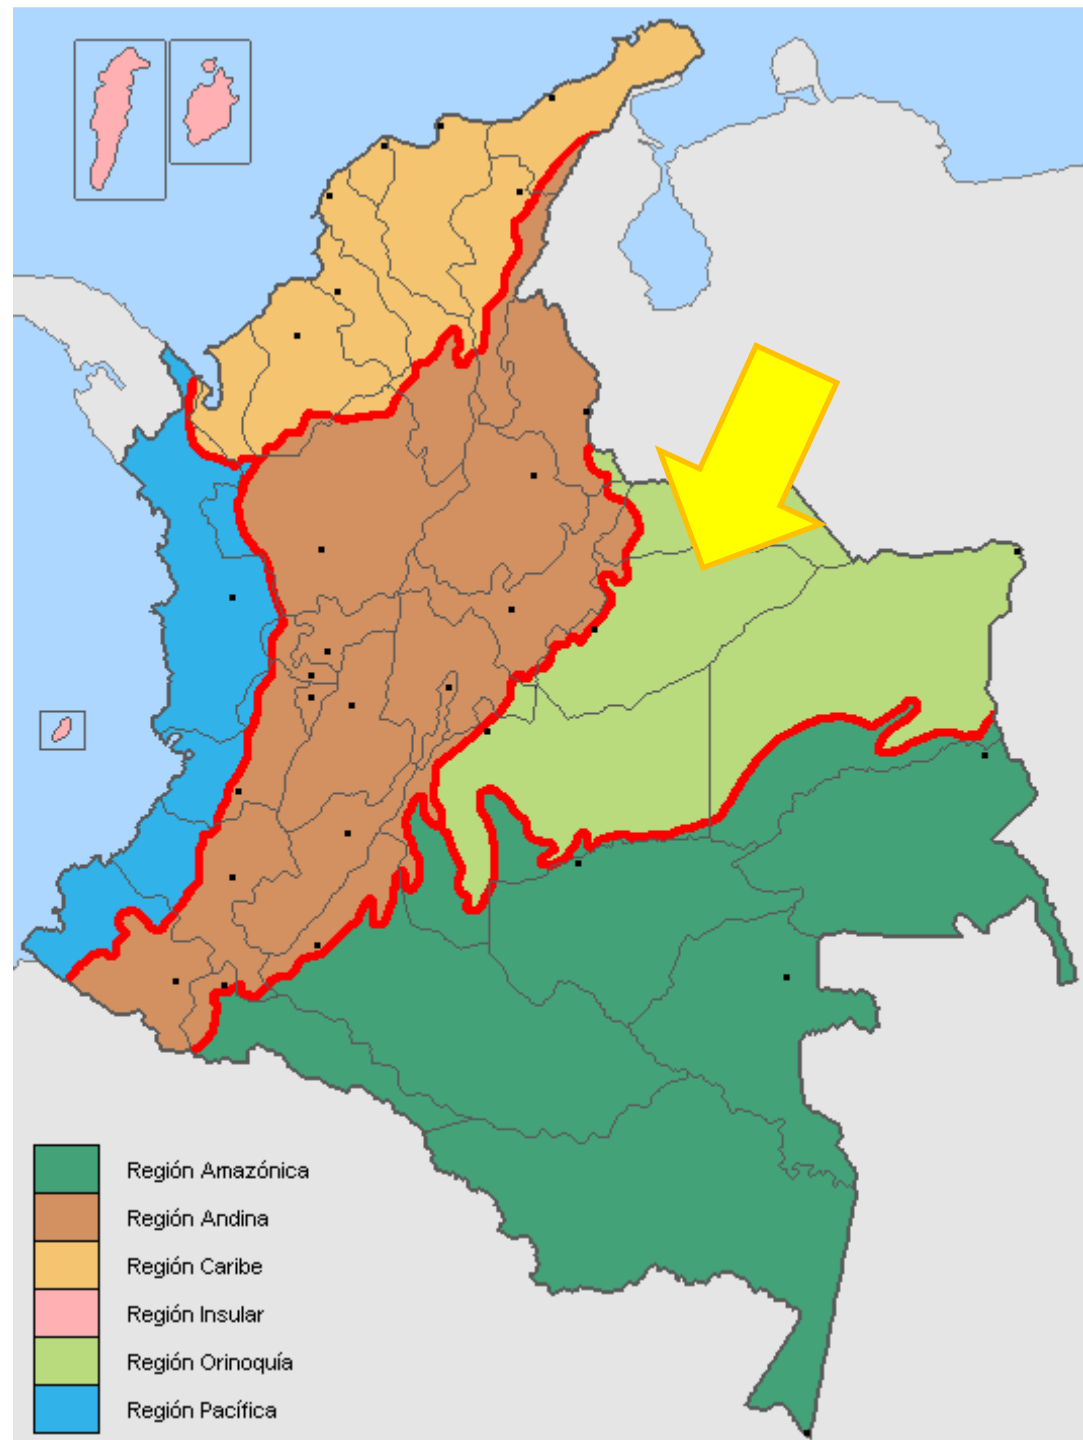 Región Amazónica
Región Andina
Región Caribe
Región Insular
Región Orinoquía
Región Pacífica